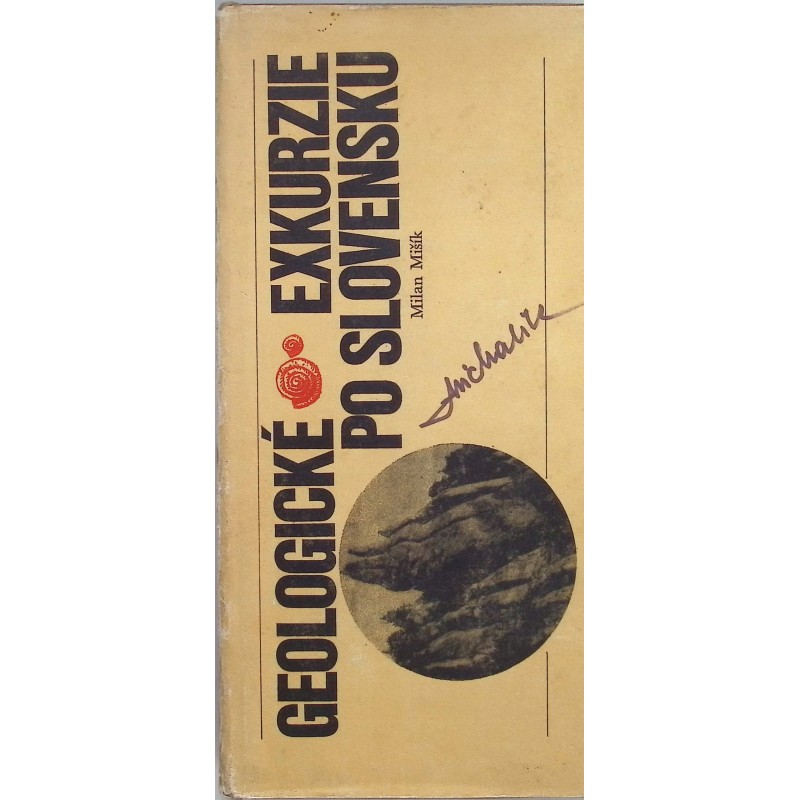 GEOLOGICKÉ EXKURZIE
PO SLOVENSKU
Milan Mišík